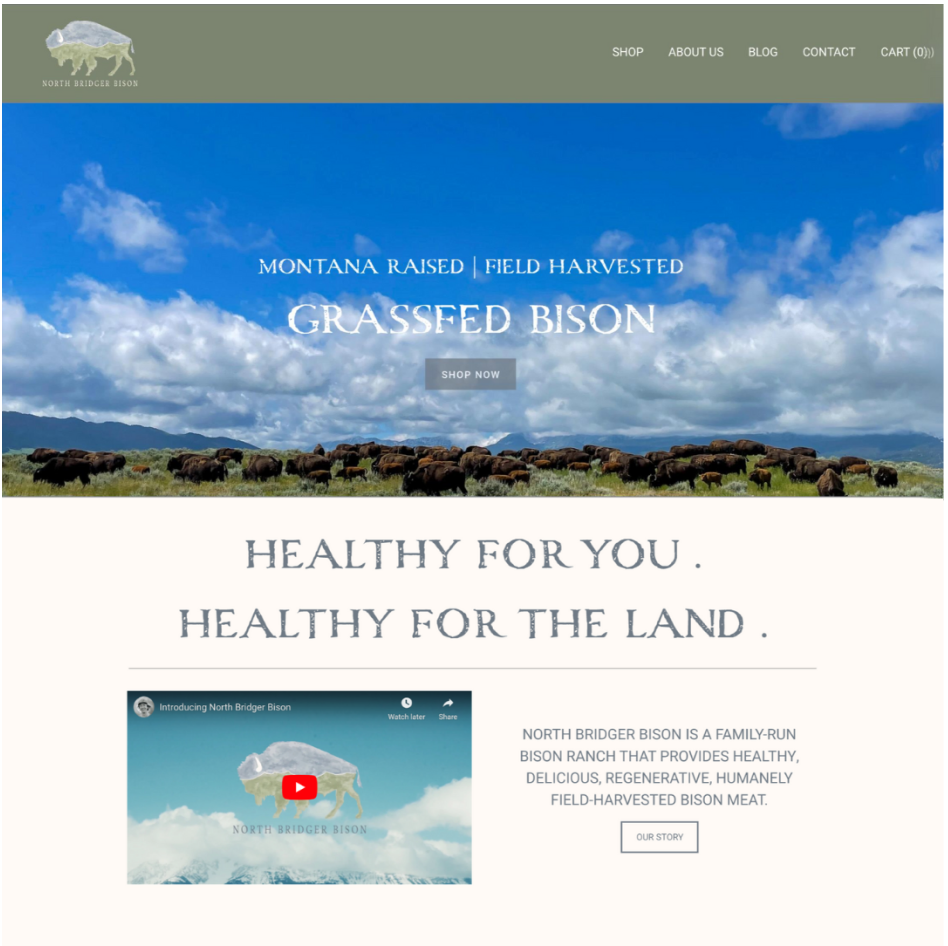 NORTH BRIDGER BISON
SHOP ABOUT US BLOG CONTACT CART (0)))
MONTANA RAISED | FIELD HARVESTED
GRASSFED BISON
SHOP NOW
HEALTHY FOR YOU .
HEALTHY FOR THE LAND .
Introducing North Bridger Bison
Watch later
Share
NORTH BRIDGER BISON
NORTH BRIDGER BISON IS A FAMILY-RUN
BISON RANCH THAT PROVIDES HEALTHY,
DELICIOUS, REGENERATIVE, HUMANELY
FIELD-HARVESTED BISON MEAT.
OUR STORY